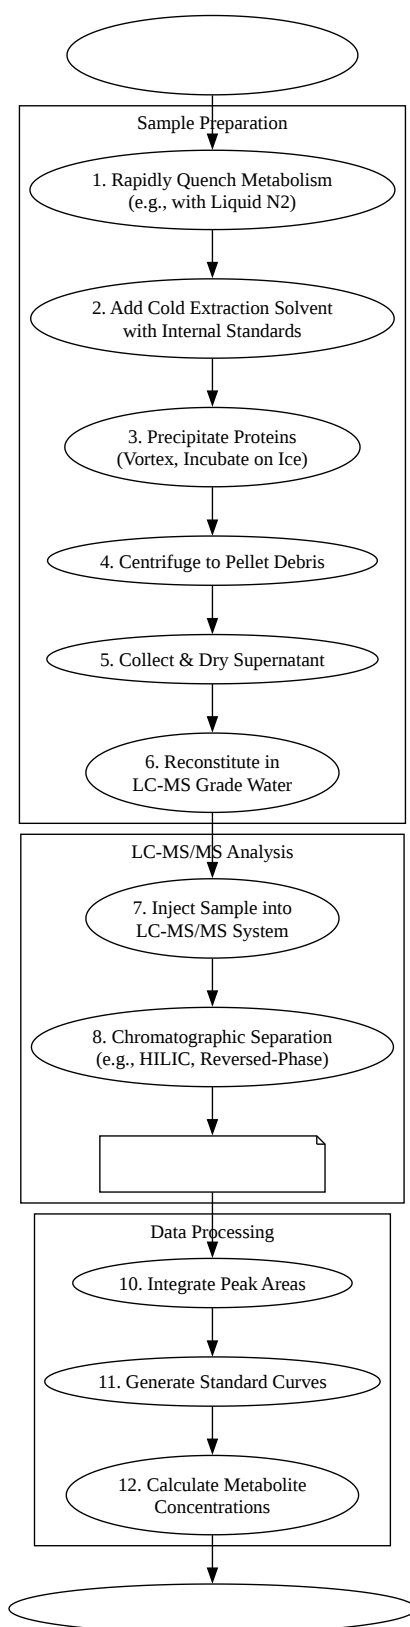 Sample Preparation
1. Rapidly Quench Metabolism
(e.g., with Liquid N2)
2. Add Cold Extraction Solvent
with Internal Standards
3. Precipitate Proteins
(Vortex, Incubate on Ice)
4. Centrifuge to Pellet Debris
5. Collect & Dry Supernatant
6. Reconstitute in
LC-MS Grade Water
LC-MS/MS Analysis
7. Inject Sample into
LC-MS/MS System
8. Chromatographic Separation
(e.g., HILIC, Reversed-Phase)
Data Processing
10. Integrate Peak Areas
11. Generate Standard Curves
12. Calculate Metabolite
Concentrations